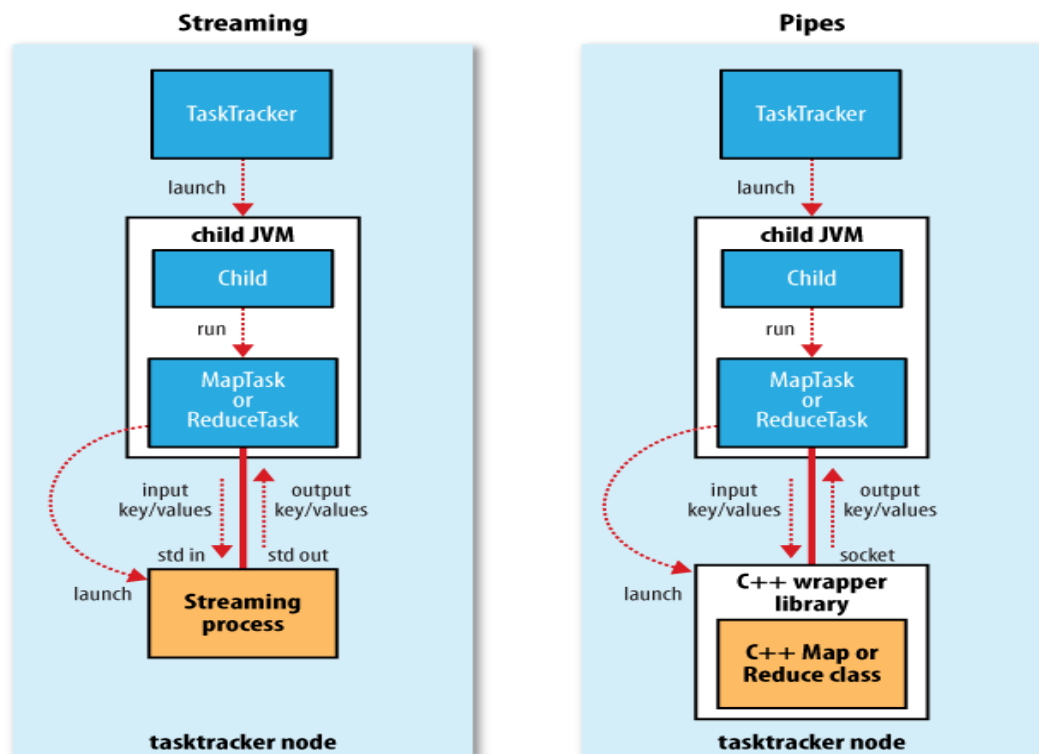 Streaming
TaskTracker
launch
child JVM
Child
run
MapTask
or
ReduceTask
input
key/values
output
key/values
std in
std out
launch
Streaming
process
tasktracker node
Pipes
TaskTracker
launch
child JVM
Child
run
MapTask
or
ReduceTask
input
key/values
output
key/values
socket
launch
C++ wrapper
library
C++ Map or
Reduce class
tasktracker node